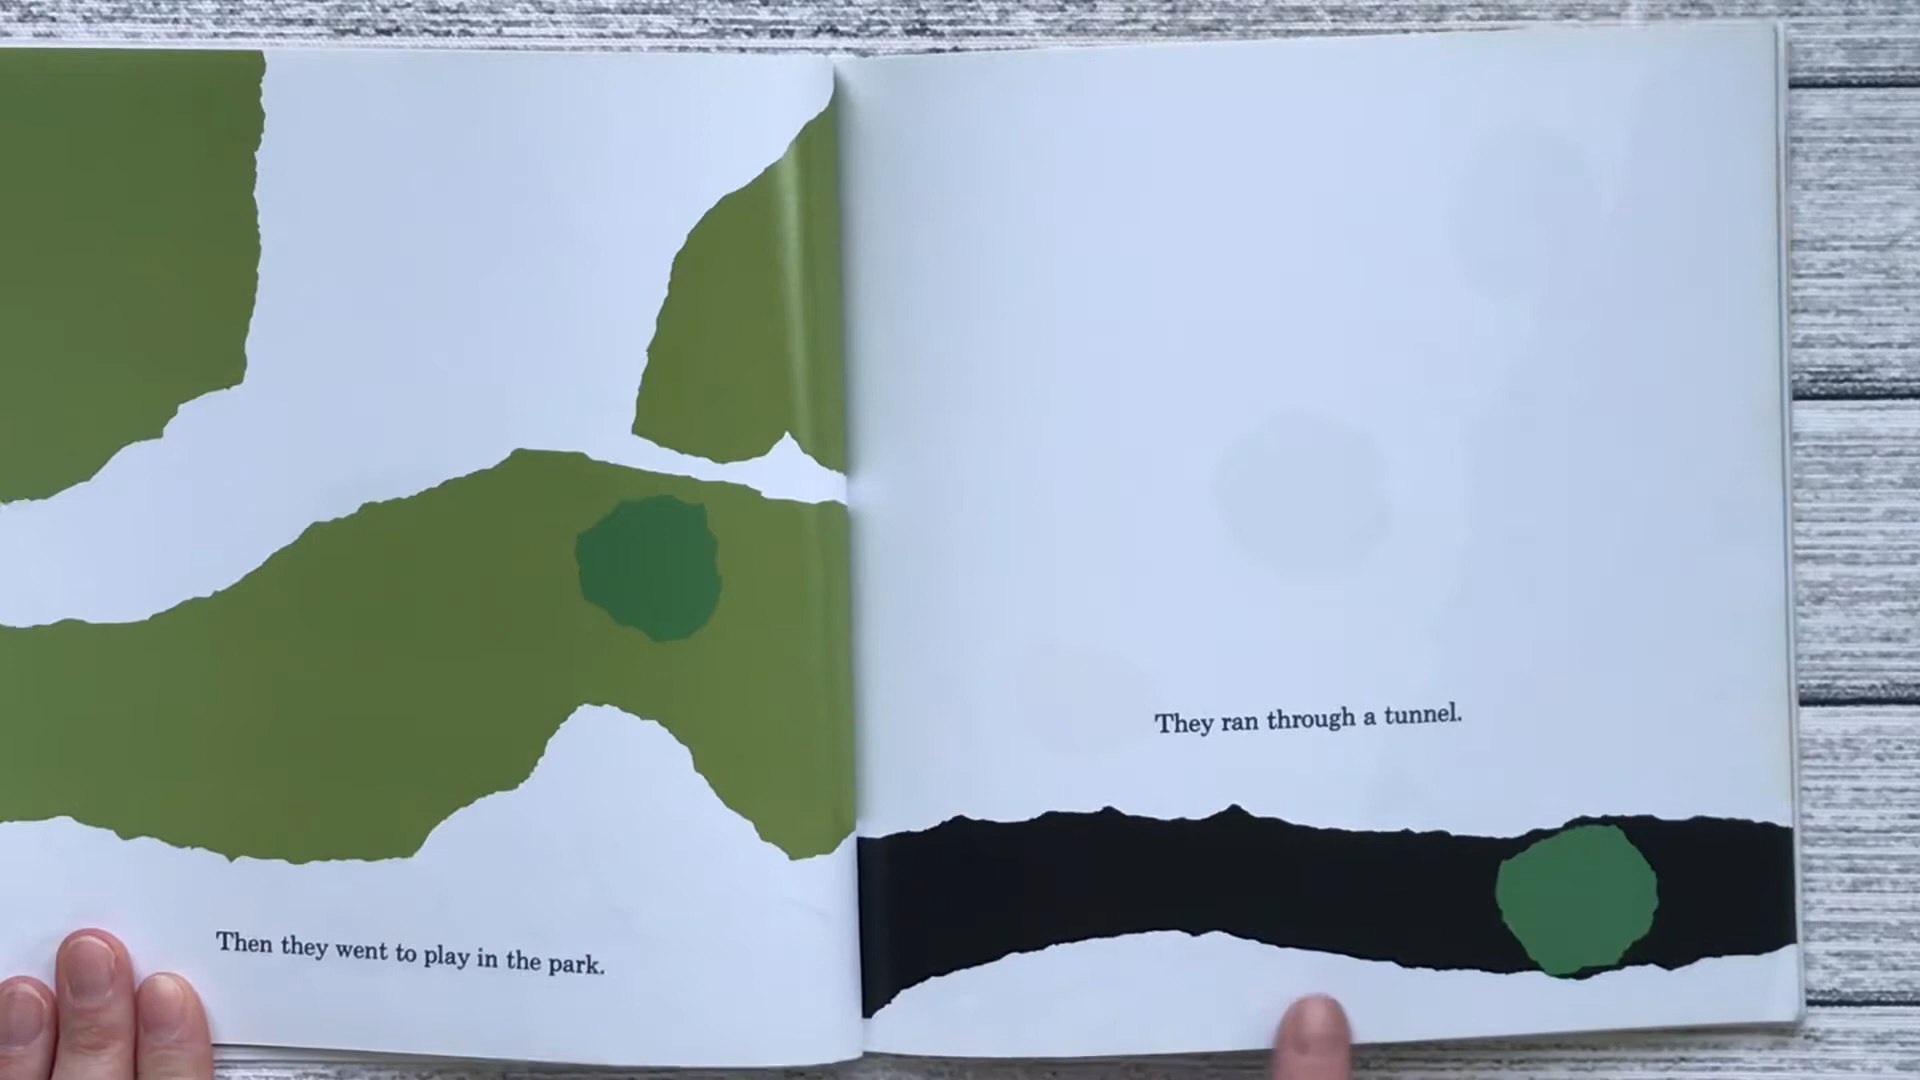 Then they went to play in the park.
They ran through a tunnel.